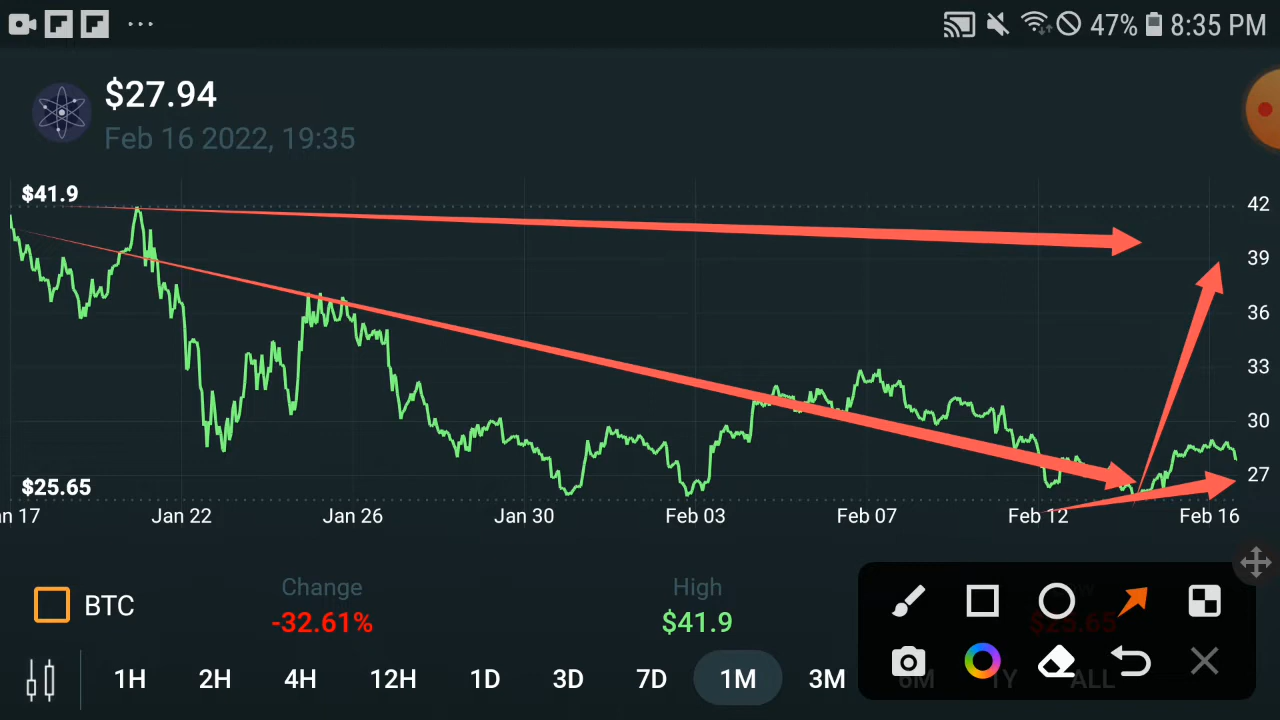 47% 8:35 PM
$27.94
Feb 16 2022, 19:35
$41.9
42
39
36
33
30
27
$25.65
n 17 Jan 22 Jan 26 Jan 30 Feb 03 Feb 07 Feb 12 Feb 16
BTC
Change
-32.61%
High
$41.9
$25.65
1H 2H 4H 12H 1D 3D 7D 1M 3M 6M 1Y ALL